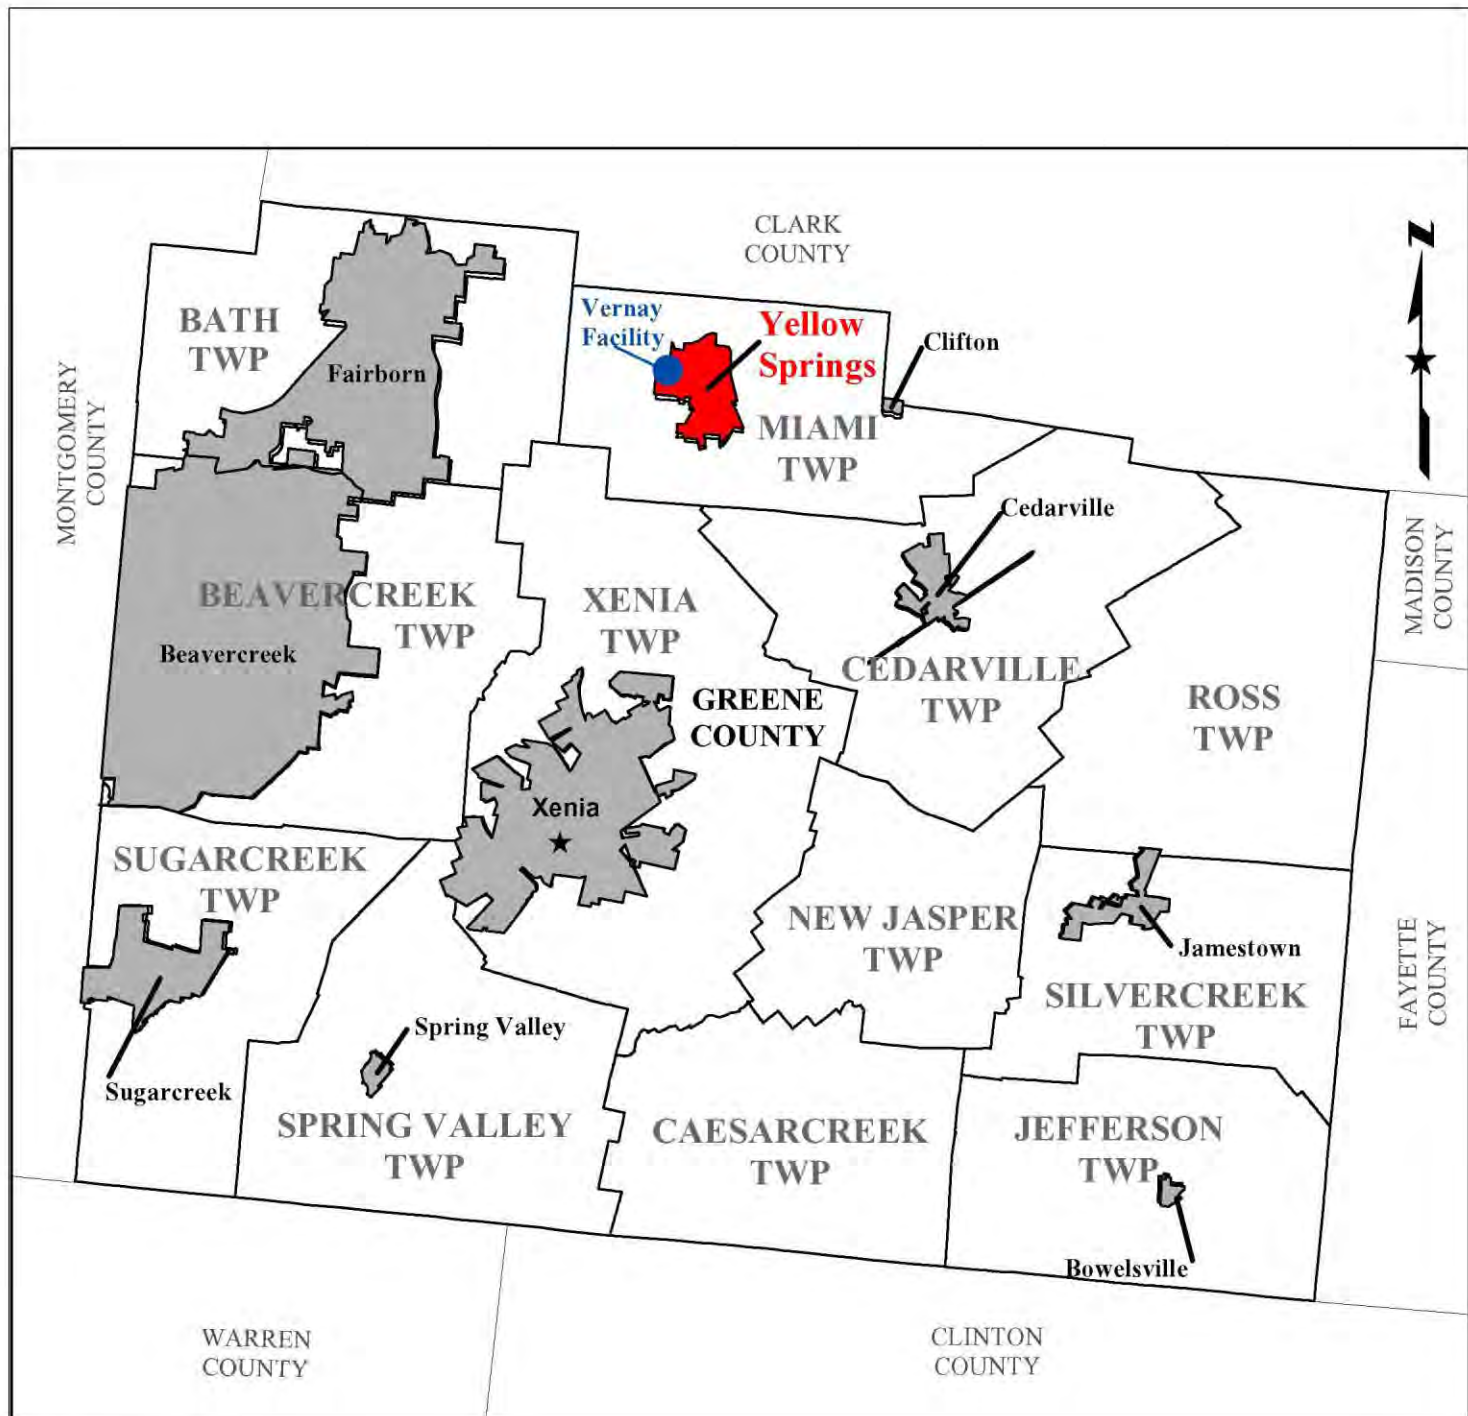 CLARK
COUNTY
Z
Vernay
Facility
Yellow
Springs
Clifton
BATH
TWP
Fairborn
MIAMI
TWP
MONTGOMERY
COUNTY
Cedarville
MADISON
COUNTY
BEAVERCREEK
TWP
XENIA
TWP
Beavercreek
CEDARVILLE
TWP
GREENE
COUNTY
ROSS
TWP
Xenia
SUGARCREEK
TWP
NEW JASPER
TWP
Jamestown
FAYETTE
COUNTY
SILVERCREEK
TWP
Spring Valley
Sugarcreek
SPRING VALLEY
TWP
CAESARCREEK
TWP
JEFFERSON
TWP
Bowelsville
WARREN
COUNTY
CLINTON
COUNTY